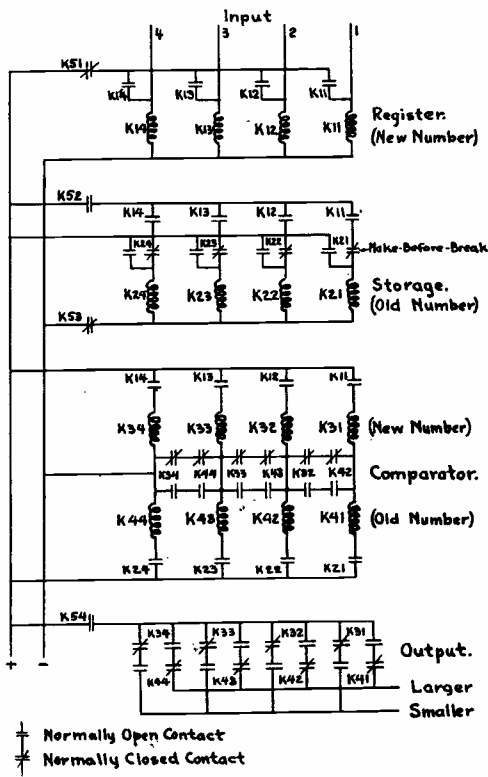 Input
4 3 2 1
K51
K14 K13 K12 K11
K14 K13 K12 K11
Register.
(New Number)
K52
K14 K13 K12 K11
K24 K23 K22 K21
Make-Before-Break
K24 K23 K22 K21
Storage.
(Old Number)
K53
K14 K13 K12 K11
K34 K33 K32 K31
(New Number)
K34 K44 K33 K43 K32 K42
Comparator.
K44 K43 K42 K41
(Old Number)
K24 K23 K22 K21
K54
K34 K33 K32 K31
Output.
K44 K43 K42 K41
+ -
Larger
Smaller
Normally Open Contact
Normally Closed Contact